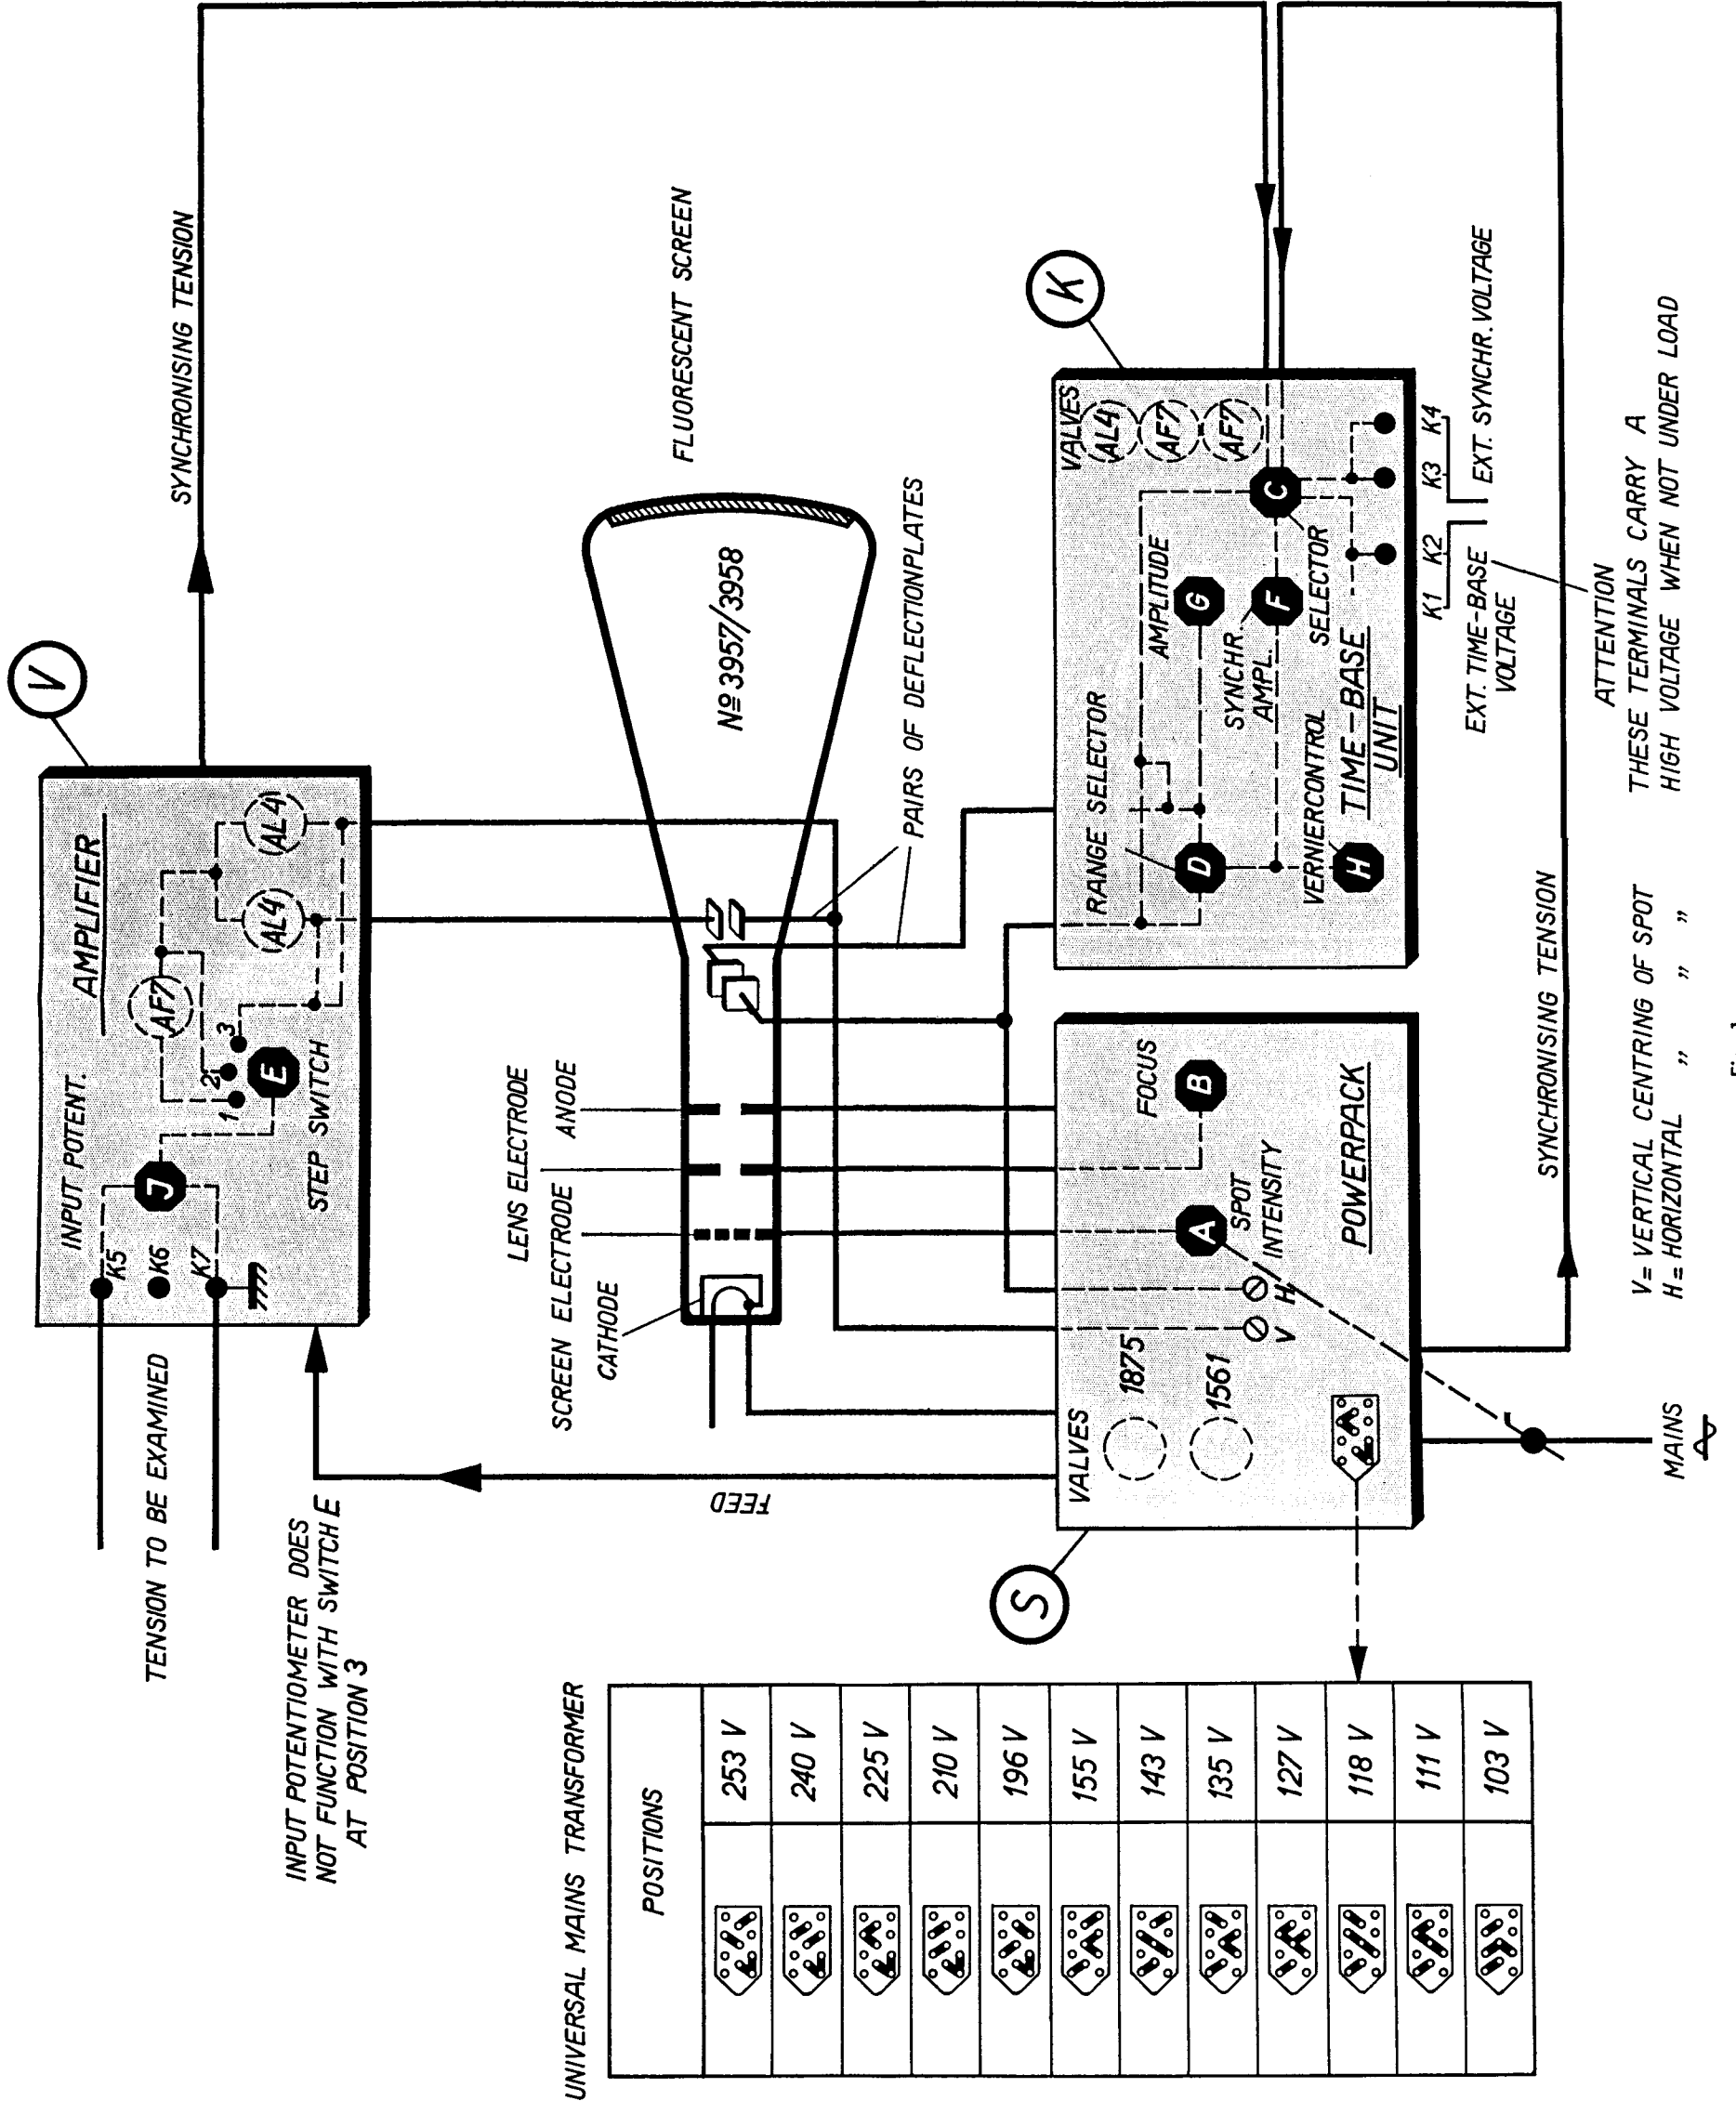 SYNCHRONISING TENSION
V
AMPLIFIER
INPUT POTENT.
K5
K6
K7
J
AF7
AL4
AL4
1
2
3
E
STEP SWITCH
TENSION TO BE EXAMINED
INPUT POTENTIOMETER DOES
NOT FUNCTION WITH SWITCH E
AT POSITION 3
FEED
LENS ELECTRODE
SCREEN ELECTRODE
ANODE
CATHODE
FLUORESCENT SCREEN
Nº 3957/3958
PAIRS OF DEFLECTIONPLATES
UNIVERSAL MAINS TRANSFORMER
POSITIONS
253 V
240 V
225 V
210 V
196 V
155 V
143 V
135 V
127 V
118 V
111 V
103 V
S
VALVES
1875
1561
V
H
A
SPOT
INTENSITY
FOCUS
B
POWERPACK
MAINS
K
VALVES
AL4
AF7
AF7
RANGE SELECTOR
AMPLITUDE
D
G
C
SYNCHR.
AMPL.
F
SELECTOR
VERNIERCONTROL
H
TIME-BASE
UNIT
K1
K2
K3
K4
EXT. TIME-BASE
VOLTAGE
EXT. SYNCHR. VOLTAGE
ATTENTION
THESE TERMINALS CARRY A
HIGH VOLTAGE WHEN NOT UNDER LOAD
SYNCHRONISING TENSION
V = VERTICAL CENTRING OF SPOT
H = HORIZONTAL " " "